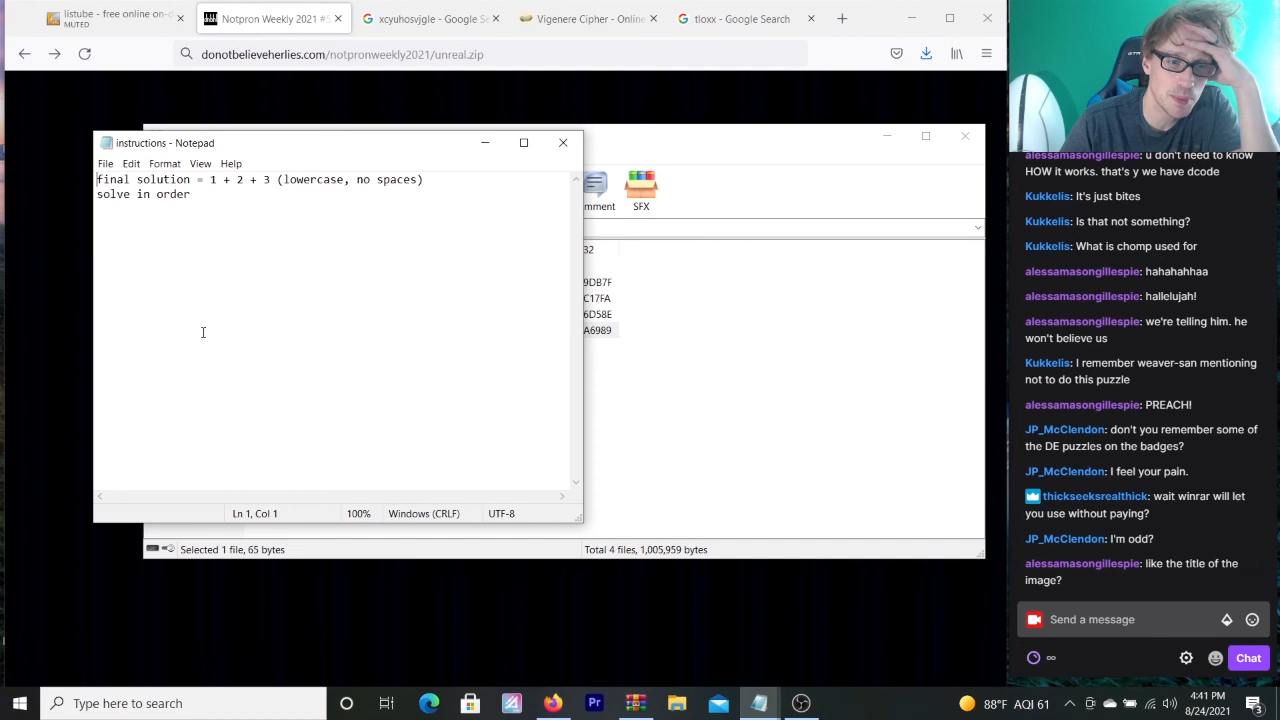 listube - free online on-d
MUTED
Notpron Weekly 2021 #5
xcyuhosvjgle - Google Se
Vigenere Cipher - Online
tloxx - Google Search
donotbelieveherlies.com/notpronweekly2021/unreal.zip
instructions - Notepad
File Edit Format View Help
final solution = 1 + 2 + 3 (lowercase, no spaces)
solve in order
mment
SFX
32
9DB7F
C17FA
6D58E
A6989
Ln 1, Col 1
100%
Windows (CRLF)
UTF-8
Selected 1 file, 65 bytes
Total 4 files, 1,005,959 bytes
alessamasongillespie: u don't need to know
HOW it works. that's y we have dcode
Kukkelis: It's just bites
Kukkelis: Is that not something?
Kukkelis: What is chomp used for
alessamasongillespie: hahahahhaa
alessamasongillespie: hallelujah!
alessamasongillespie: we're telling him. he
won't believe us
Kukkelis: I remember weaver-san mentioning
not to do this puzzle
alessamasongillespie: PREACH!
JP_McClendon: don't you remember some of
the DE puzzles on the badges?
JP_McClendon: I feel your pain.
thickseeksrealthick: wait winrar will let
you use without paying?
JP_McClendon: I'm odd?
alessamasongillespie: like the title of the
image?
Send a message
Chat
Type here to search
88°F AQI 61
4:41 PM
8/24/2021
3